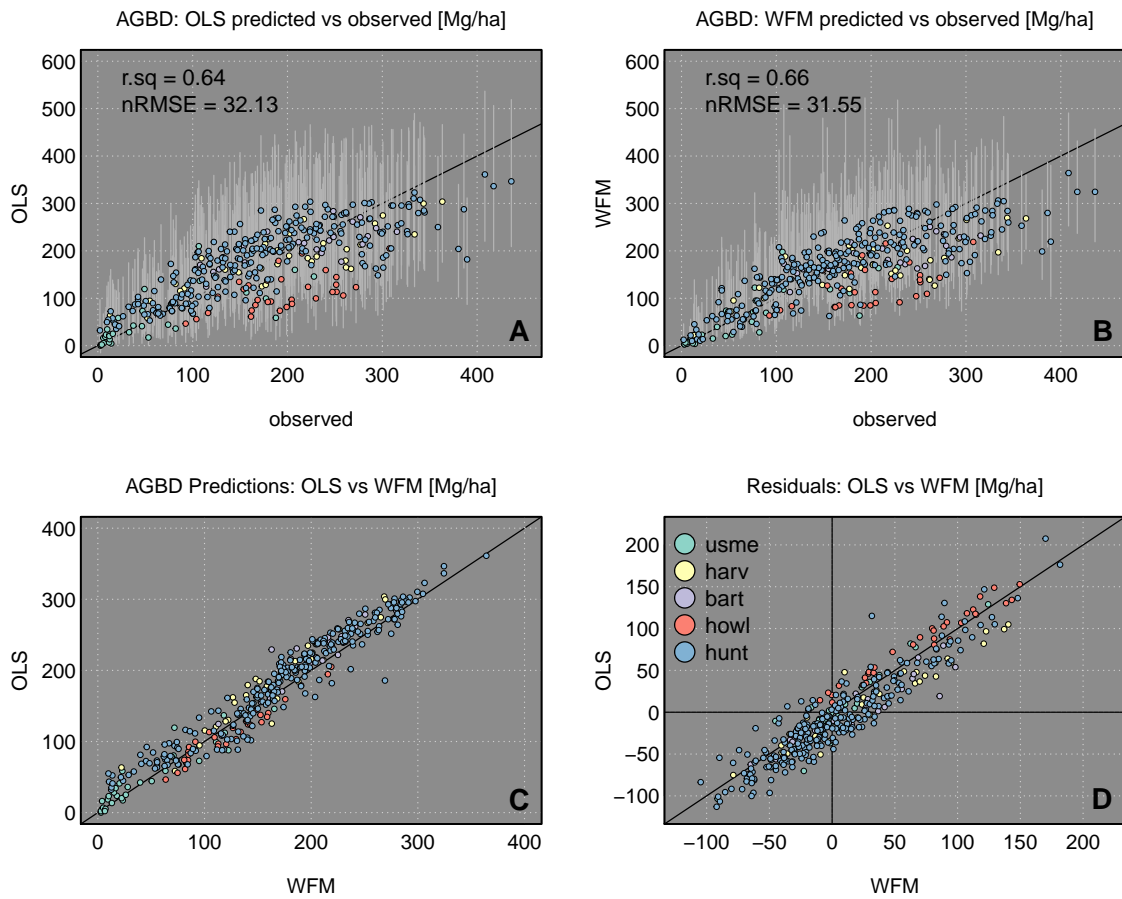 AGBD: OLS predicted vs observed [Mg/ha]
r.sq = 0.64
nRMSE = 32.13
600
500
400
300
200
100
0
OLS
A
0 100 200 300 400
observed
AGBD: WFM predicted vs observed [Mg/ha]
r.sq = 0.66
nRMSE = 31.55
600
500
400
300
200
100
0
WFM
B
0 100 200 300 400
observed
AGBD Predictions: OLS vs WFM [Mg/ha]
400
300
200
100
0
OLS
C
0 100 200 300 400
WFM
Residuals: OLS vs WFM [Mg/ha]
usme
harv
bart
howl
hunt
200
150
100
50
0
−50
−100
OLS
D
−100 −50 0 50 100 150 200
WFM